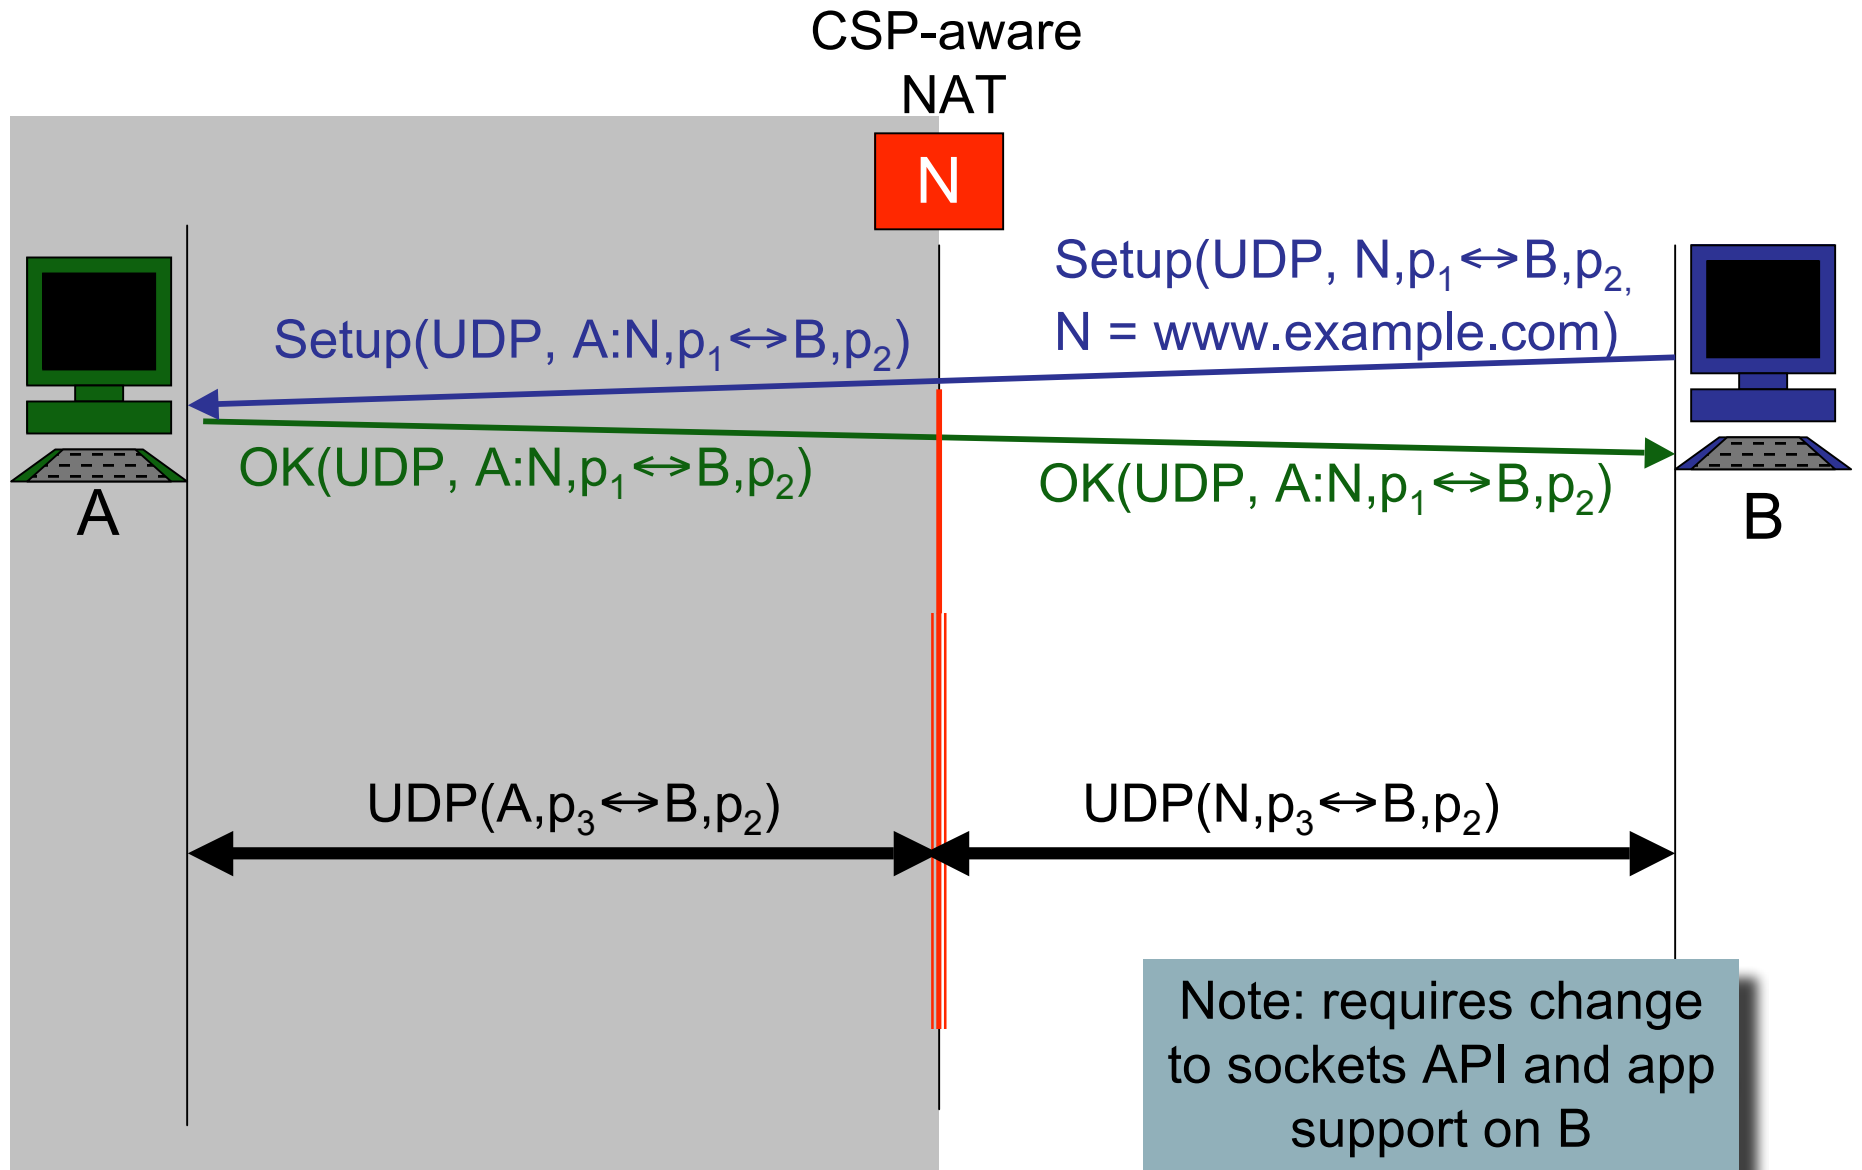 CSP-aware
NAT
N
Setup(UDP, N,p₁↔B,p₂,
N = www.example.com)
Setup(UDP, A:N,p₁↔B,p₂)
OK(UDP, A:N,p₁↔B,p₂)
OK(UDP, A:N,p₁↔B,p₂)
A
B
UDP(A,p₃↔B,p₂)
UDP(N,p₃↔B,p₂)
Note: requires change
to sockets API and app
support on B